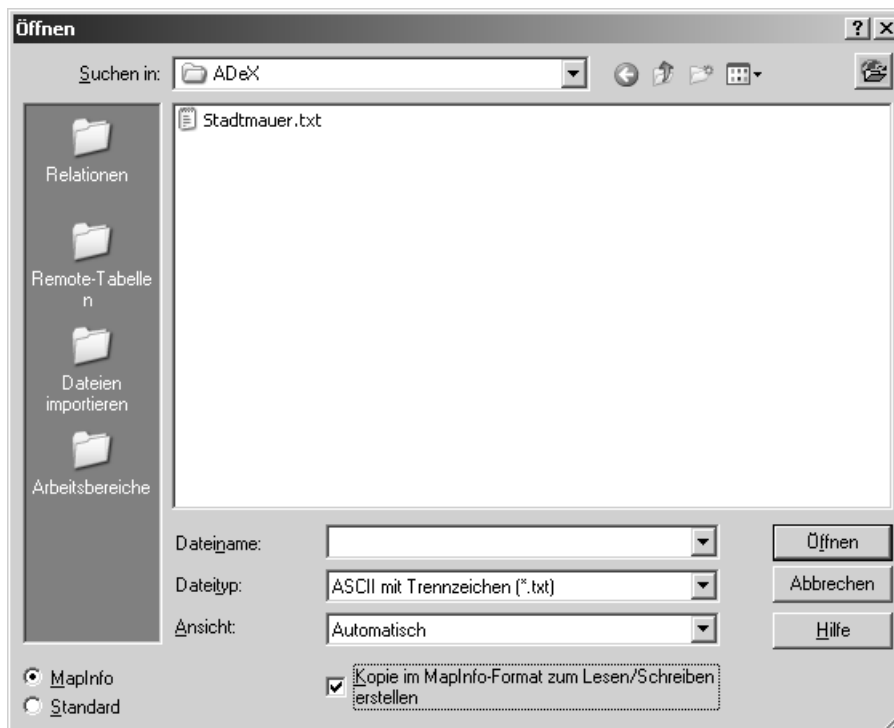 Öffnen
Suchen in: ADeX
Stadtmauer.txt
Relationen
Remote-Tabelle
n
Dateien
importieren
Arbeitsbereiche
Dateiname:
Öffnen
Dateityp: ASCII mit Trennzeichen (*.txt)
Abbrechen
Ansicht: Automatisch
Hilfe
MapInfo
Standard
Kopie im MapInfo-Format zum Lesen/Schreiben
erstellen